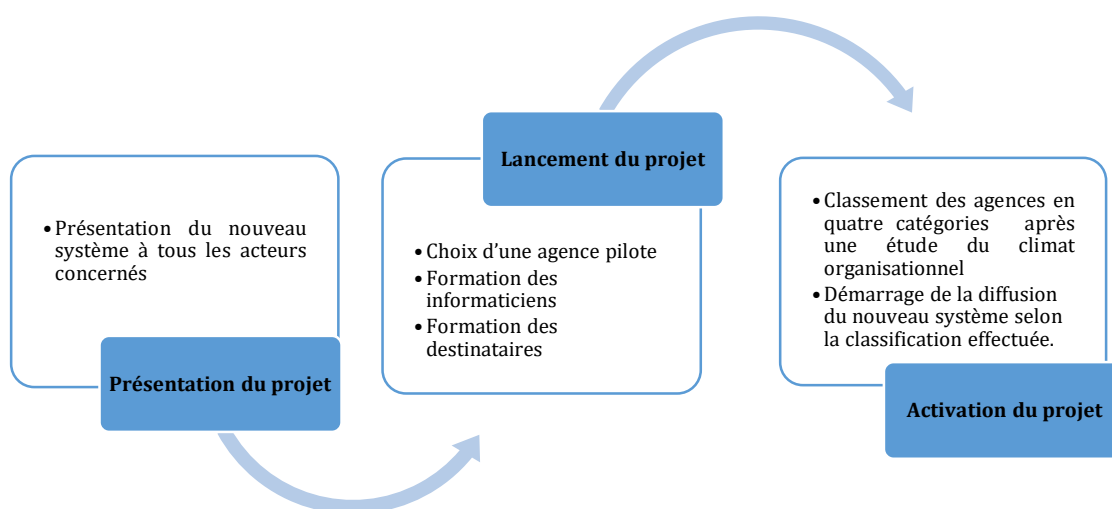 •Présentation du nouveau
système à tous les acteurs
concernés
Présentation du projet
Lancement du projet
•Choix d’une agence pilote
•Formation des
informaticiens
•Formation des
destinataires
•Classement des agences en
quatre catégories après
une étude du climat
organisationnel
•Démarrage de la diffusion
du nouveau système selon
la classification effectuée.
Activation du projet